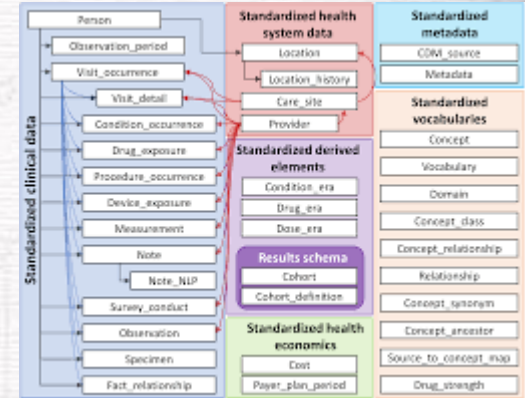 Standardized clinical data
Person
Observation_period
Visit_occurrence
Visit_detail
Condition_occurrence
Drug_exposure
Procedure_occurrence
Device_exposure
Measurement
Note
Note_NLP
Survey_conduct
Observation
Specimen
Fact_relationship
Standardized health
system data
Location
Location_history
Care_site
Provider
Standardized derived
elements
Condition_era
Drug_era
Dose_era
Results schema
Cohort
Cohort_definition
Standardized health
economics
Cost
Payer_plan_period
Standardized
metadata
CDM_source
Metadata
Standardized
vocabularies
Concept
Vocabulary
Domain
Concept_class
Concept_relationship
Relationship
Concept_synonym
Concept_ancestor
Source_to_concept_map
Drug_strength